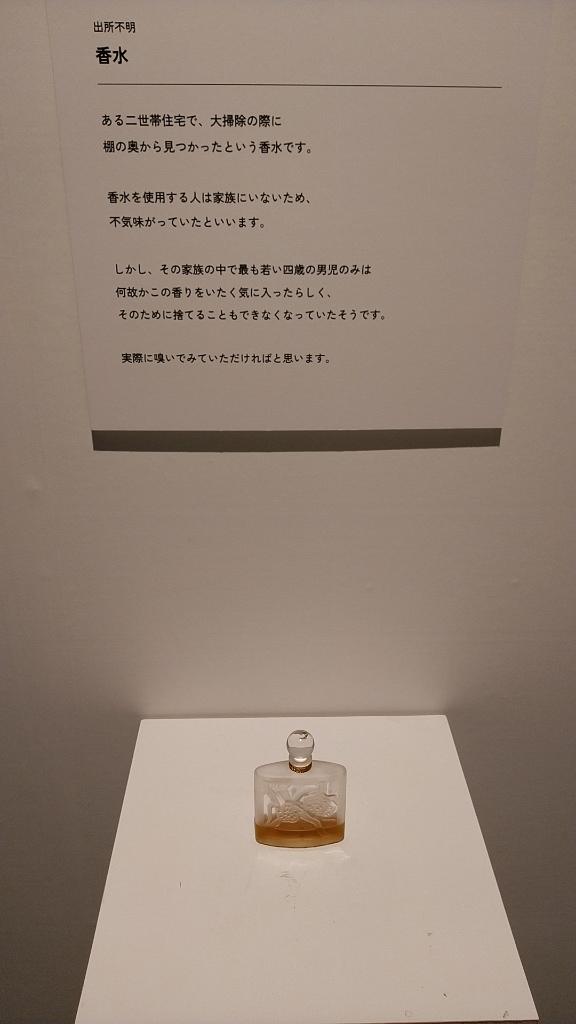 出所不明
香水
ある二世帯住宅で、大掃除の際に
棚の奥から見つかったという香水です。
香水を使用する人は家族にいないため、
不気味がっていたといいます。
しかし、その家族の中で最も若い四歳の男児のみは
何故かこの香りをいたく気に入ったらしく、
そのために捨てることもできなくなっていたそうです。
実際に嗅いでみていただければと思います。